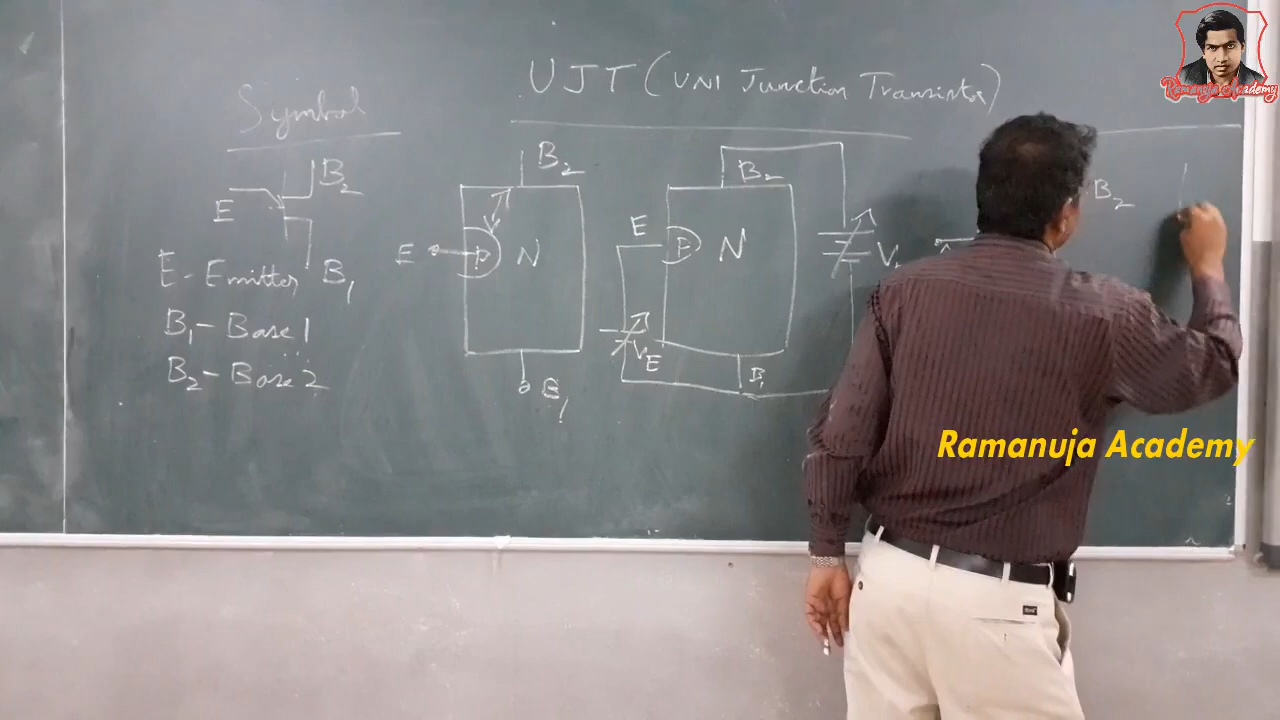 UJT (UNI Junction Transistor)
Symbol
B2
E
B1
E - Emitter
B1 - Base 1
B2 - Base 2
B2
E
P
N
B1
B2
E
P
N
V1
VE
B1
B2
Ramanuja Academy
Ramanuja Academy